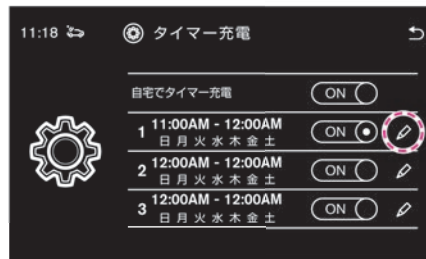 11:18
タイマー充電
自宅でタイマー充電 ON
1 11:00AM - 12:00AM ON
日 月 火 水 木 金 土
2 12:00AM - 12:00AM ON
日 月 火 水 木 金 土
3 12:00AM - 12:00AM ON
日 月 火 水 木 金 土